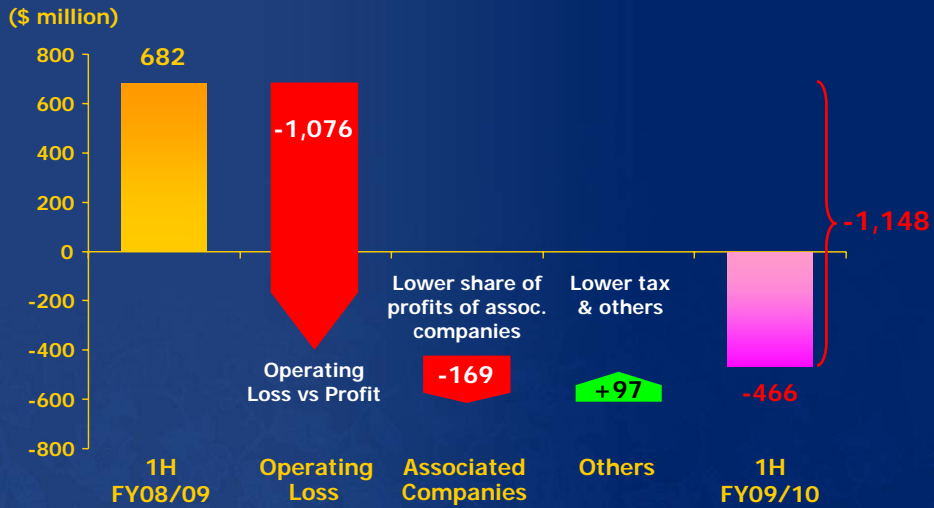 ($ million)
800
600
400
200
0
-200
-400
-600
-800
682
-1,076
Operating
Loss vs Profit
Lower share of
profits of assoc.
companies
-169
Lower tax
& others
+97
-466
-1,148
1H
FY08/09
Operating
Loss
Associated
Companies
Others
1H
FY09/10